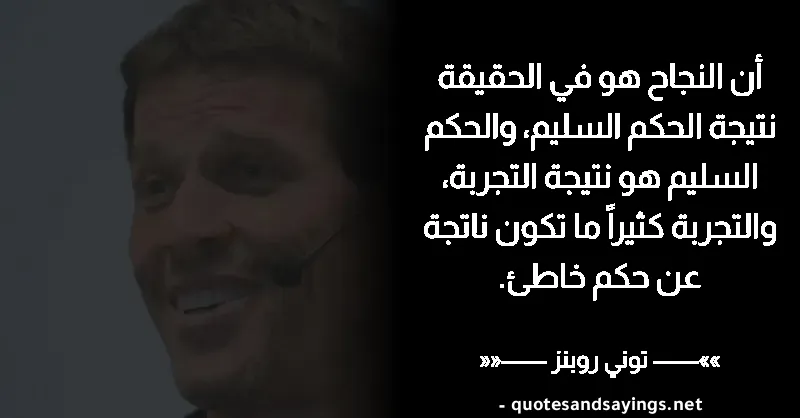 أن النجاح هو في الحقيقة
نتيجة الحكم السليم، والحكم
السليم هو نتيجة التجربة،
والتجربة كثيراً ما تكون ناتجة
عن حكم خاطئ.
»»—— توني روبنز ——««
- quotesandsayings.net